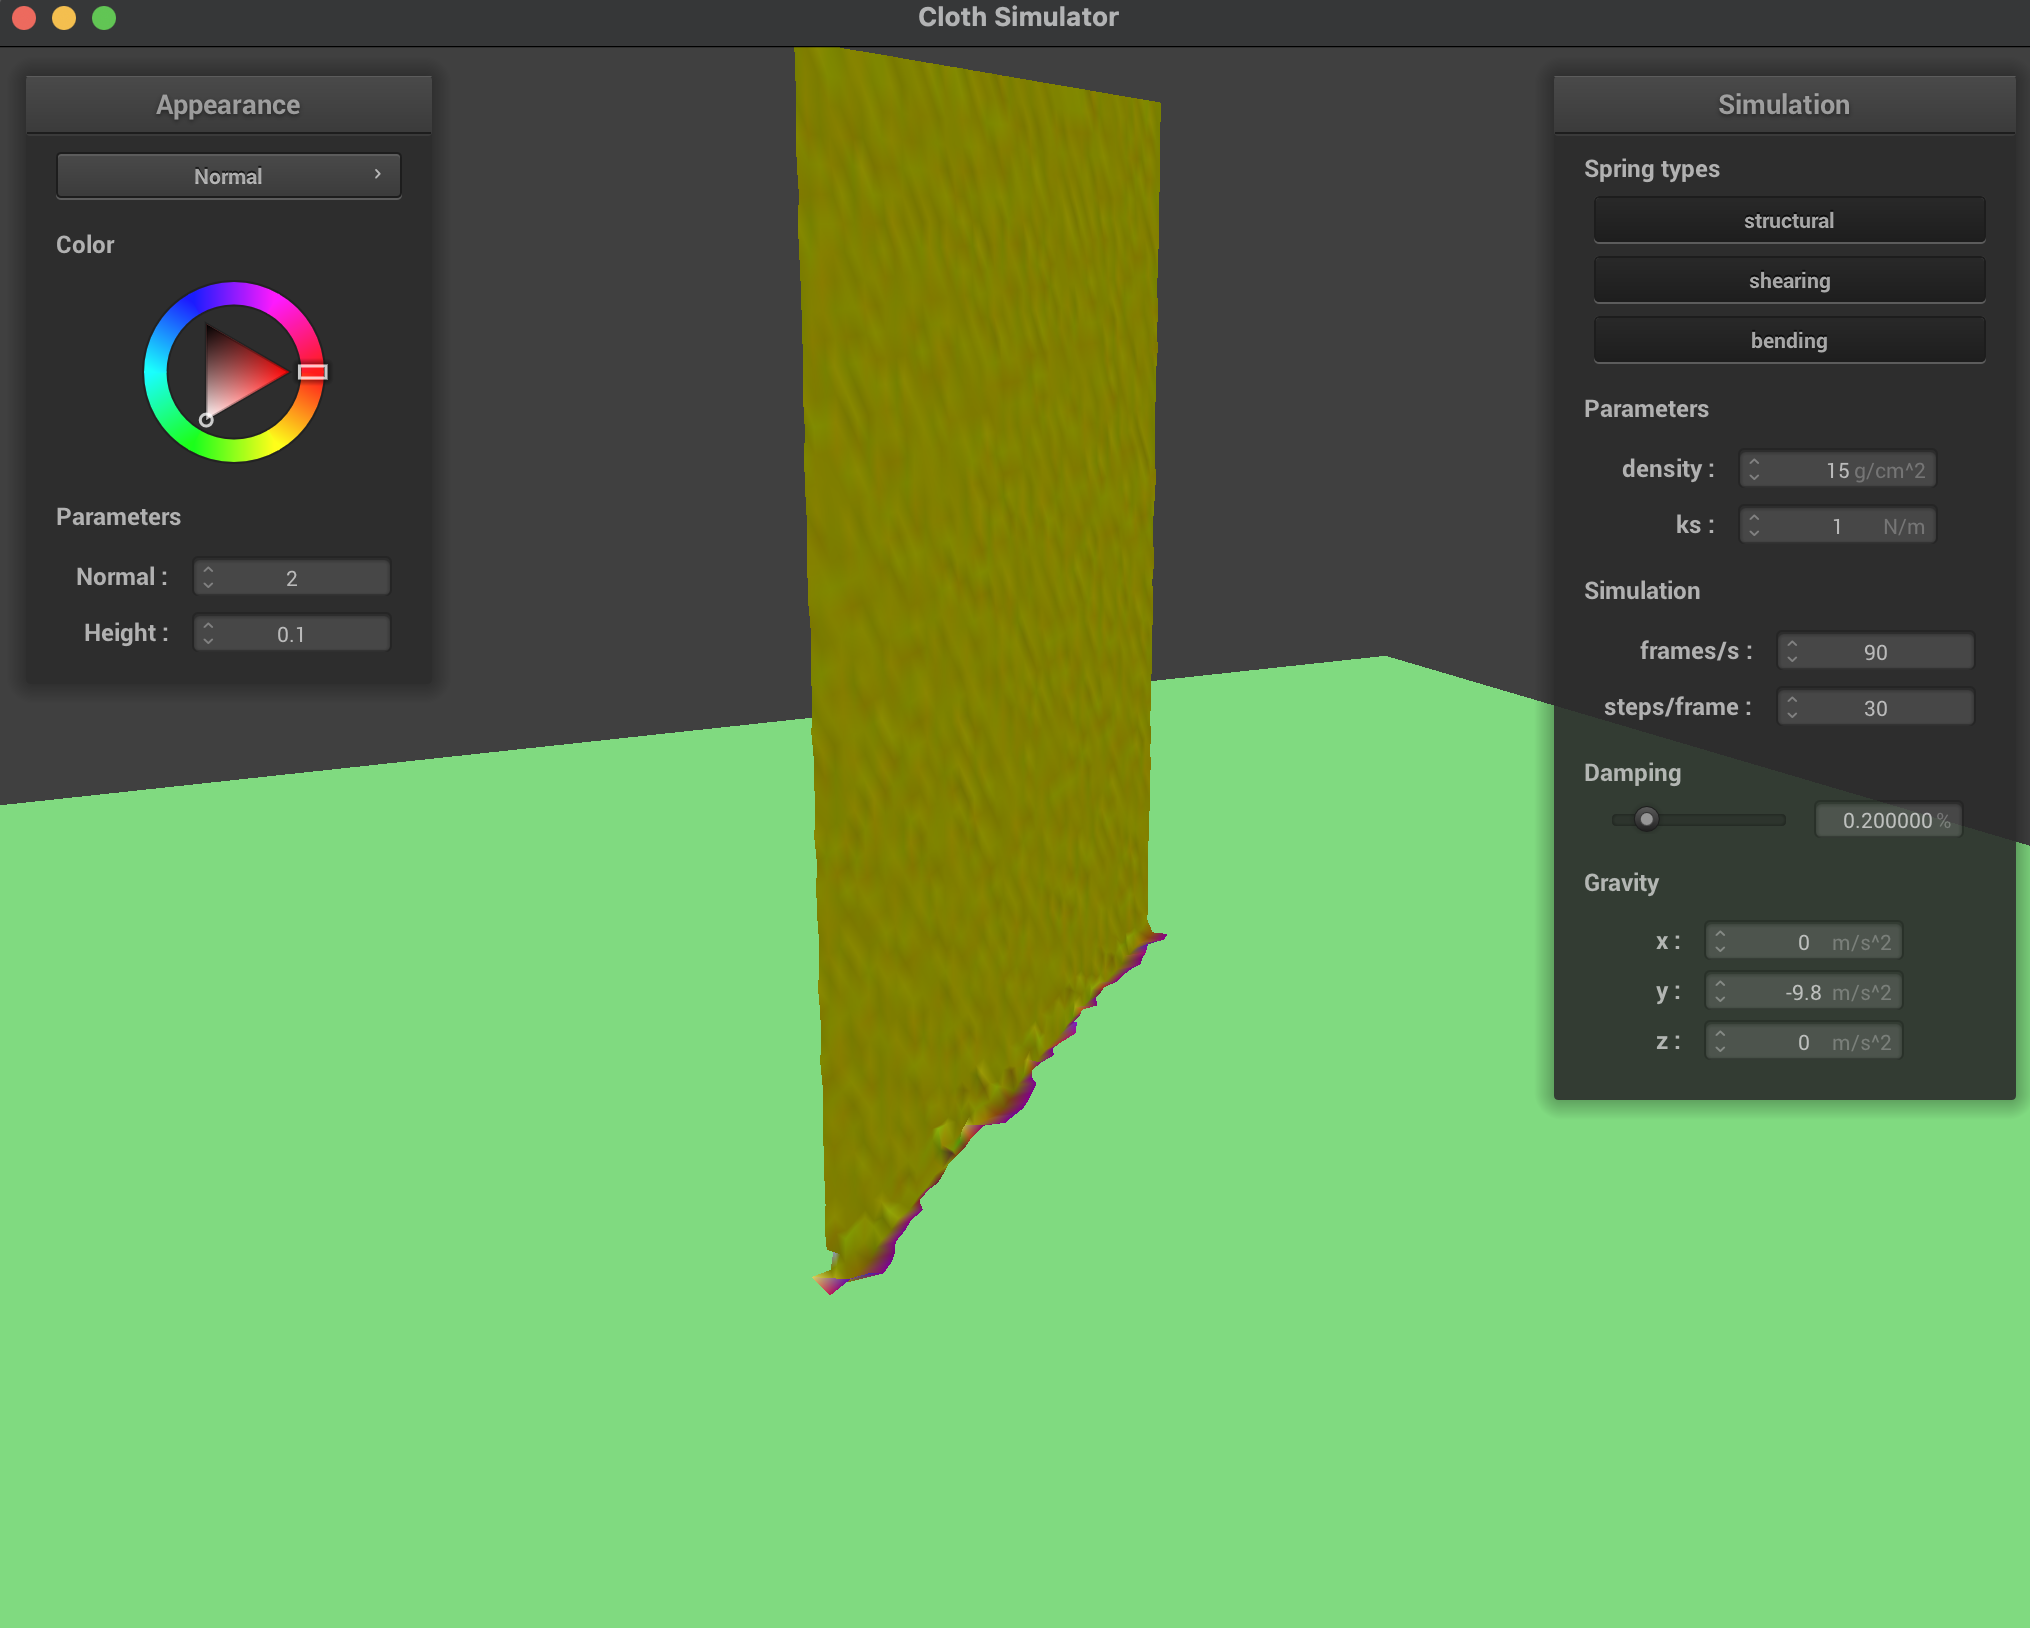 Cloth Simulator
Appearance
Normal
Color
Parameters
Normal : 2
Height : 0.1
Simulation
Spring types
structural
shearing
bending
Parameters
density : 15 g/cm^2
ks : 1 N/m
Simulation
frames/s : 90
steps/frame : 30
Damping
0.200000 %
Gravity
x : 0 m/s^2
y : -9.8 m/s^2
z : 0 m/s^2